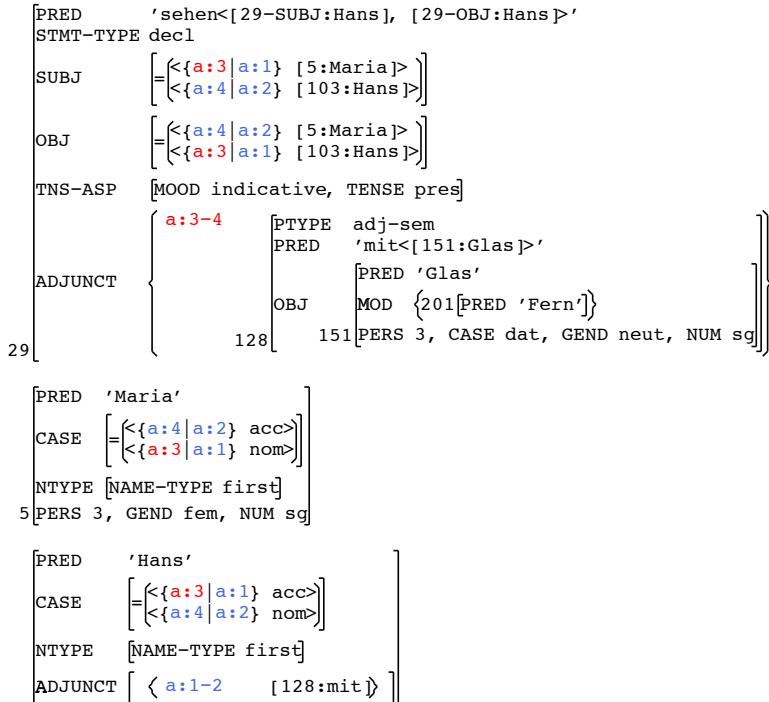 PRED 'sehen<[29-SUBJ:Hans], [29-OBJ:Hans]>'
STMT-TYPE decl
SUBJ = <{a:3|a:1} [5:Maria]>
<{a:4|a:2} [103:Hans]>
OBJ = <{a:4|a:2} [5:Maria]>
<{a:3|a:1} [103:Hans]>
TNS-ASP [MOOD indicative, TENSE pres]
a:3-4 PTYPE adj-sem
PRED 'mit<[151:Glas]>'
PRED 'Glas'
ADJUNCT
OBJ MOD {201[PRED 'Fern']}
151 PERS 3, CASE dat, GEND neut, NUM sg
128
29
PRED 'Maria'
CASE = <{a:4|a:2} acc>
<{a:3|a:1} nom>
NTYPE [NAME-TYPE first]
5 PERS 3, GEND fem, NUM sg
PRED 'Hans'
CASE = <{a:3|a:1} acc>
<{a:4|a:2} nom>
NTYPE [NAME-TYPE first]
ADJUNCT [ { a:1-2 [128:mit]} ]